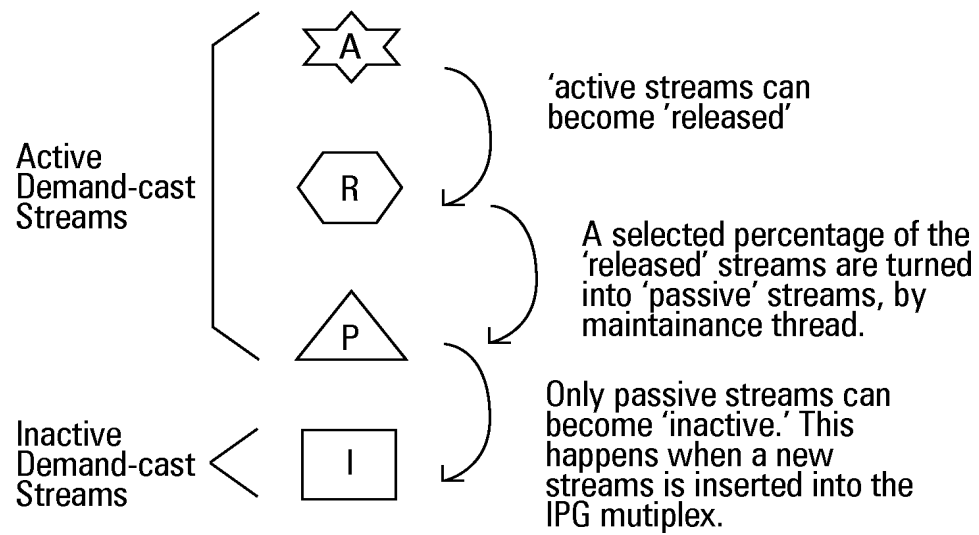 A
'active streams can
become 'released'
Active
Demand-cast
Streams
R
A selected percentage of the
'released' streams are turned
into 'passive' streams, by
maintainance thread.
P
Only passive streams can
become 'inactive.' This
happens when a new
streams is inserted into the
IPG mutiplex.
Inactive
Demand-cast
Streams
I